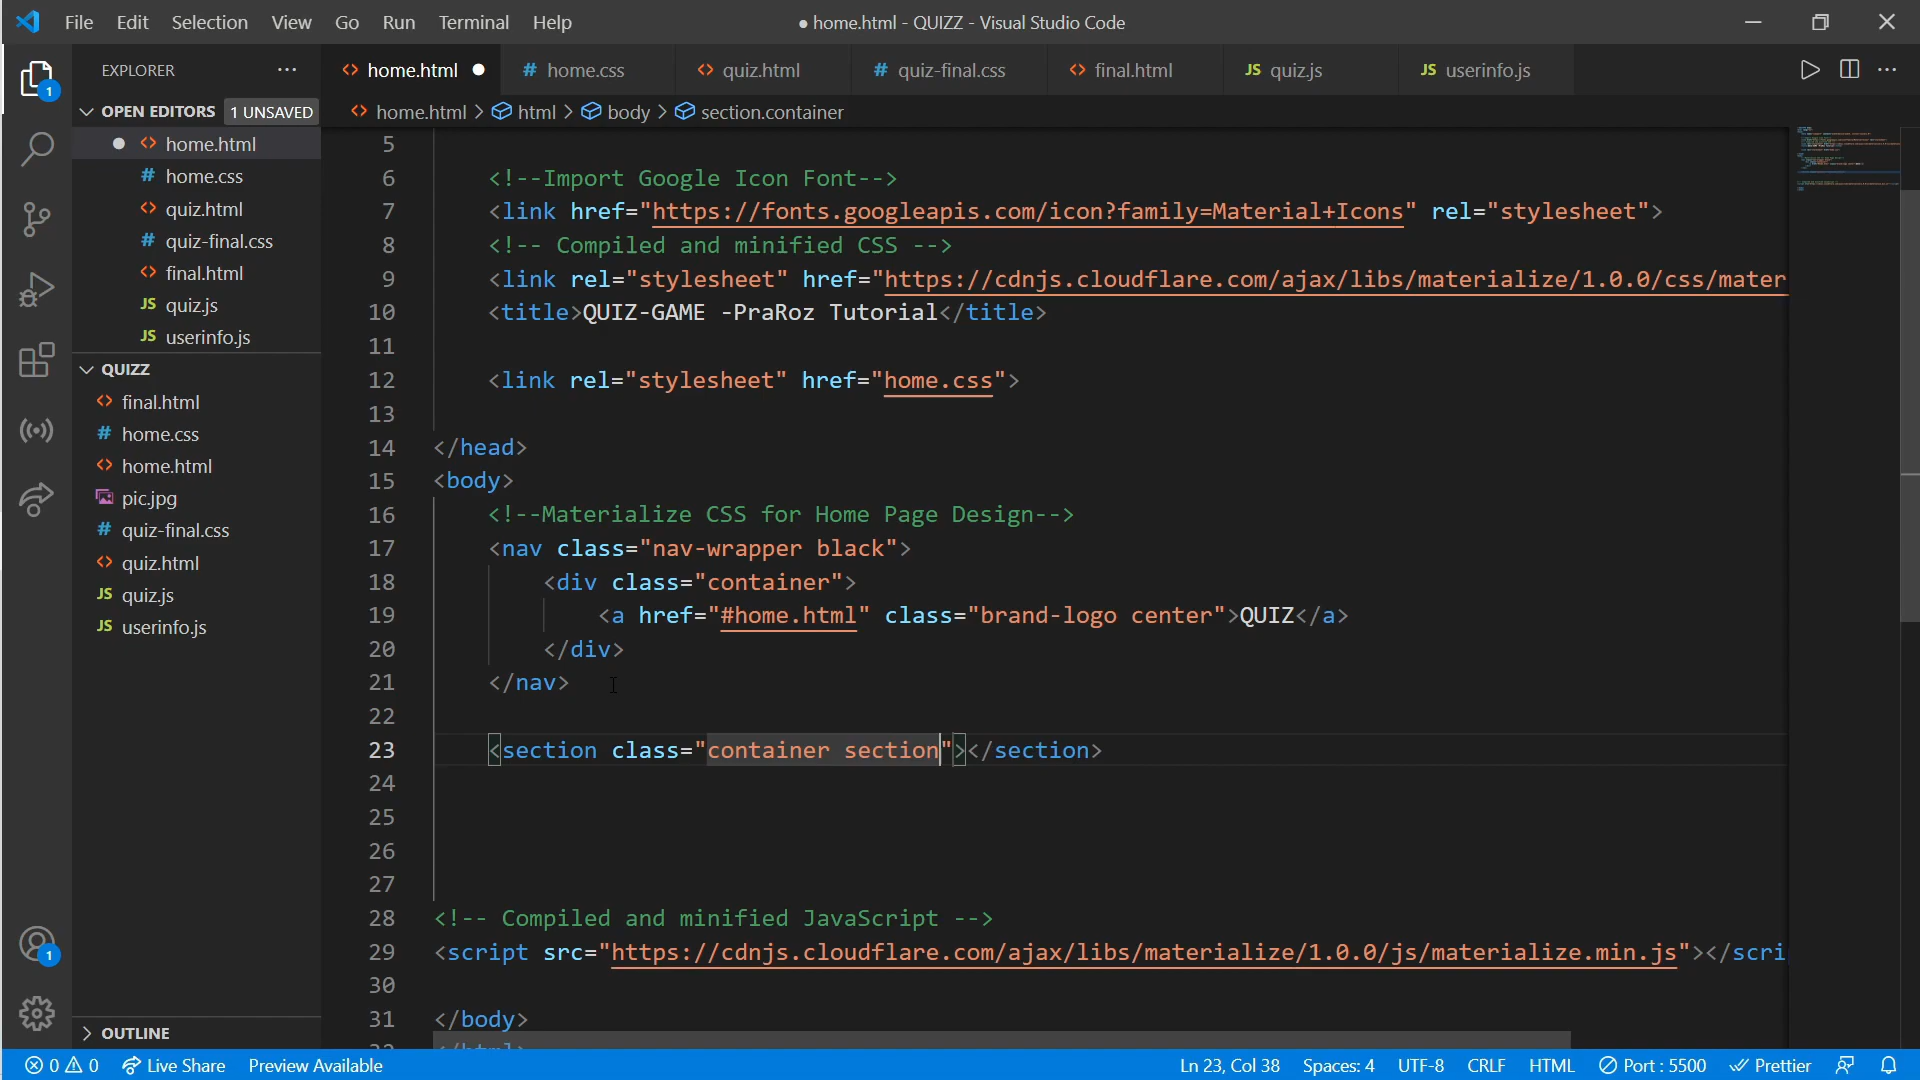 File Edit Selection View Go Run Terminal Help
● home.html - QUIZZ - Visual Studio Code
EXPLORER
OPEN EDITORS 1 UNSAVED
home.html
home.css
quiz.html
quiz-final.css
final.html
JS quiz.js
JS userinfo.js
QUIZZ
final.html
home.css
home.html
pic.jpg
quiz-final.css
quiz.html
JS quiz.js
JS userinfo.js
OUTLINE
1
1
home.html # home.css quiz.html # quiz-final.css final.html JS quiz.js JS userinfo.js
home.html > html > body > section.container
5
6 <!--Import Google Icon Font-->
7 <link href="https://fonts.googleapis.com/icon?family=Material+Icons" rel="stylesheet">
8 <!-- Compiled and minified CSS -->
9 <link rel="stylesheet" href="https://cdnjs.cloudflare.com/ajax/libs/materialize/1.0.0/css/mater
10 <title>QUIZ-GAME -PraRoz Tutorial</title>
11
12 <link rel="stylesheet" href="home.css">
13
14 </head>
15 <body>
16 <!--Materialize CSS for Home Page Design-->
17 <nav class="nav-wrapper black">
18 <div class="container">
19 <a href="#home.html" class="brand-logo center">QUIZ</a>
20 </div>
21 </nav>
22
23 <section class="container section"></section>
24
25
26
27
28 <!-- Compiled and minified JavaScript -->
29 <script src="https://cdnjs.cloudflare.com/ajax/libs/materialize/1.0.0/js/materialize.min.js"></scri
30
31 </body>
0 0 Live Share Preview Available Ln 23, Col 38 Spaces: 4 UTF-8 CRLF HTML Port : 5500 Prettier